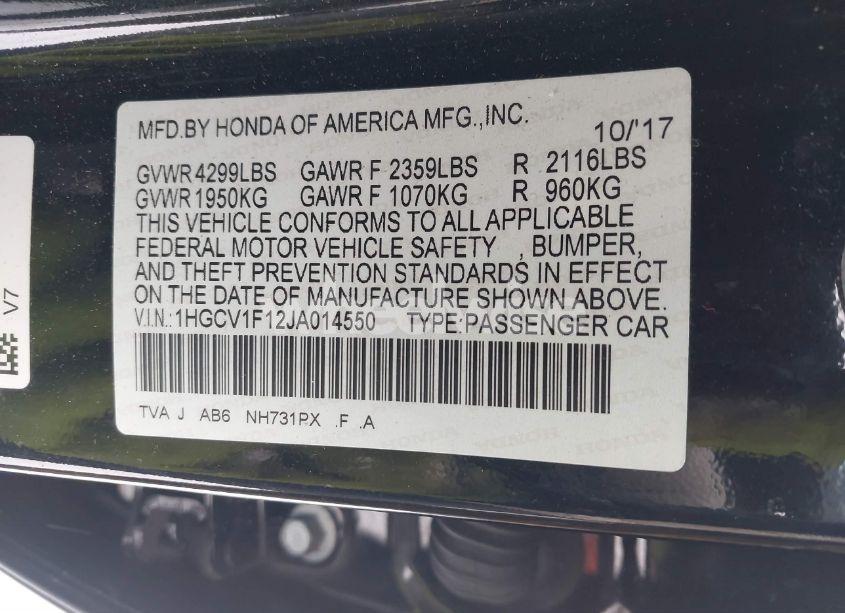 MFD.BY HONDA OF AMERICA MFG.,INC. 10/'17
GVWR 4299LBS GAWR F 2359LBS R 2116LBS
GVWR 1950KG GAWR F 1070KG R 960KG
THIS VEHICLE CONFORMS TO ALL APPLICABLE
FEDERAL MOTOR VEHICLE SAFETY , BUMPER,
AND THEFT PREVENTION STANDARDS IN EFFECT
ON THE DATE OF MANUFACTURE SHOWN ABOVE.
V.I.N.:1HGCV1F12JA014550 TYPE:PASSENGER CAR
TVA J AB6 NH731PX .F .A
V7